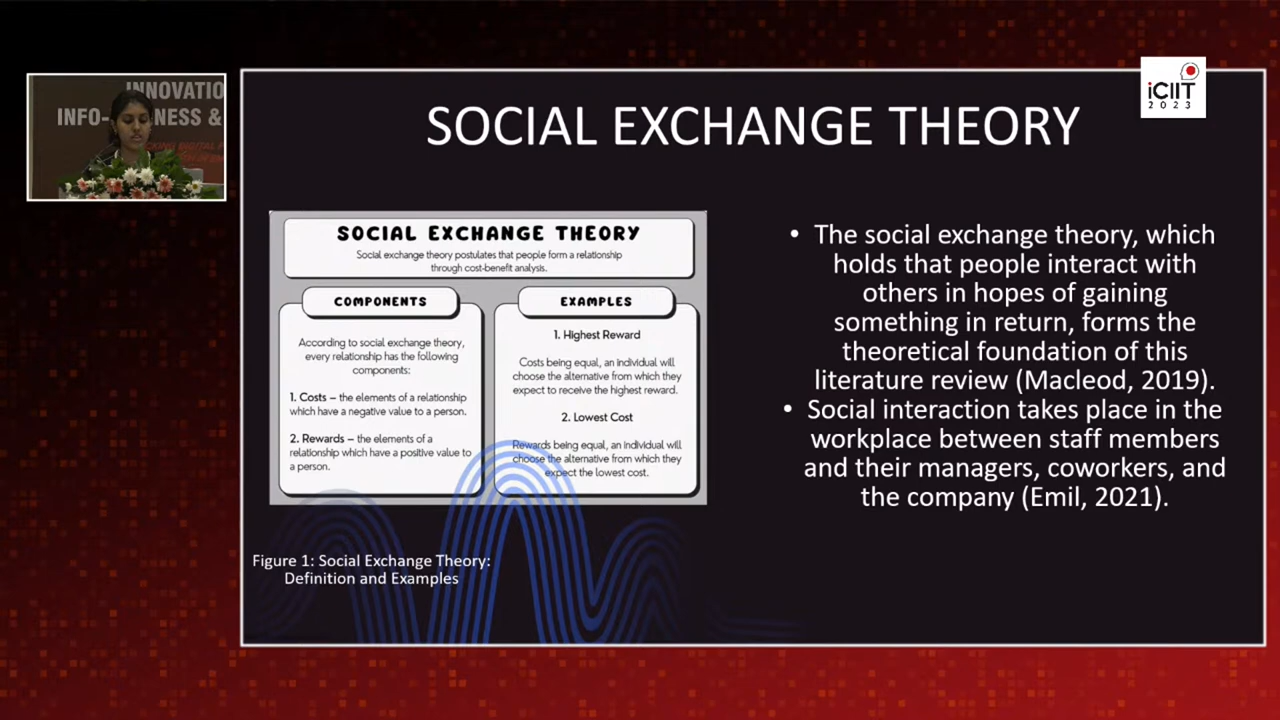 INNOVATIO
INFO-
NESS &
iCIIT
2023
SOCIAL EXCHANGE THEORY
SOCIAL EXCHANGE THEORY
Social exchange theory postulates that people form a relationship
through cost-benefit analysis.
COMPONENTS
According to social exchange theory,
every relationship has the following
components:
1. Costs – the elements of a relationship
which have a negative value to a person.
2. Rewards – the elements of a
relationship which have a positive value to
a person.
EXAMPLES
1. Highest Reward
Costs being equal, an individual will
choose the alternative from which they
expect to receive the highest reward.
2. Lowest Cost
Rewards being equal, an individual will
choose the alternative from which they
expect the lowest cost.
Figure 1: Social Exchange Theory:
Definition and Examples
• The social exchange theory, which
holds that people interact with
others in hopes of gaining
something in return, forms the
theoretical foundation of this
literature review (Macleod, 2019).
• Social interaction takes place in the
workplace between staff members
and their managers, coworkers, and
the company (Emil, 2021).